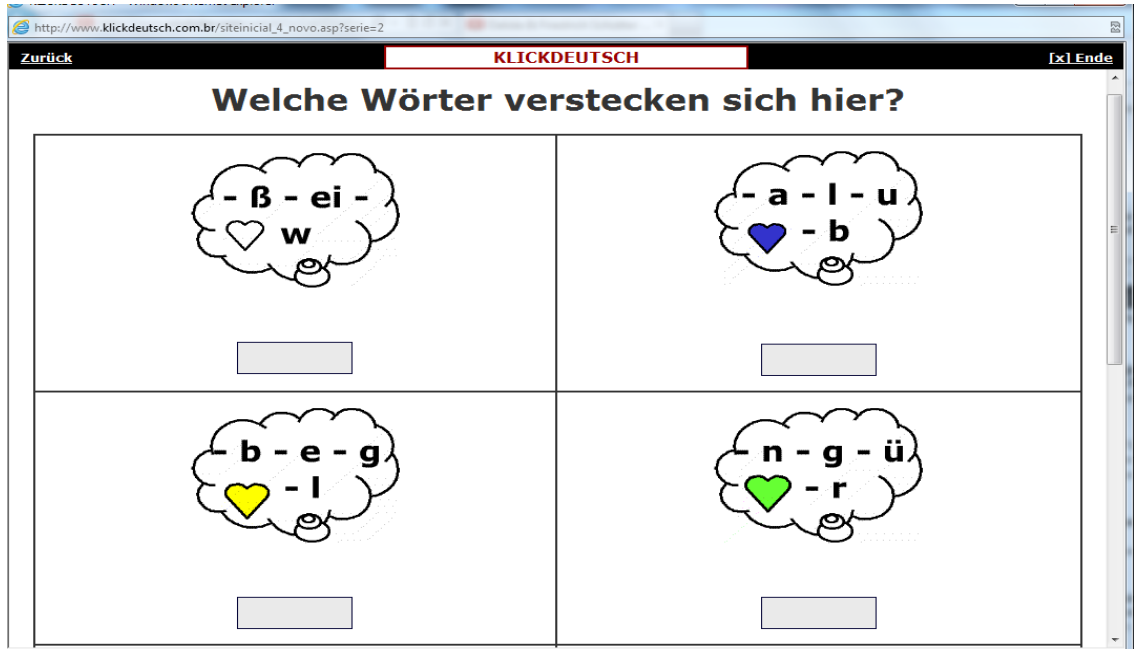 http://www.klickdeutsch.com.br/siteinicial_4_novo.asp?serie=2
Zurück KLICKDEUTSCH [x] Ende
Welche Wörter verstecken sich hier?
- ß - ei -
w
- a - l - u
- b
- b - e - g
- l
- n - g - ü
- r